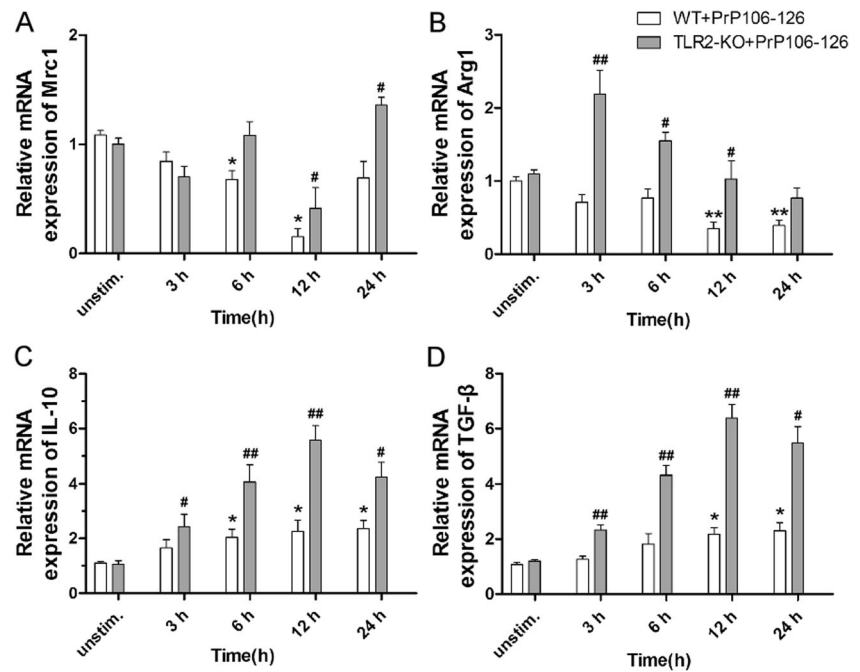 A
Relative mRNA
expression of Mrc1
2
1
0
*
*
#
#
unstim.
3 h
6 h
12 h
24 h
Time(h)
B
WT+PrP106-126
TLR2-KO+PrP106-126
Relative mRNA
expression of Arg1
3
2
1
0
##
#
**
#
**
unstim.
3 h
6 h
12 h
24 h
Time(h)
C
Relative mRNA
expression of IL-10
8
6
4
2
0
#
*
##
*
##
*
#
unstim.
3 h
6 h
12 h
24 h
Time(h)
D
Relative mRNA
expression of TGF-β
8
6
4
2
0
##
##
*
##
*
#
unstim.
3 h
6 h
12 h
24 h
Time(h)